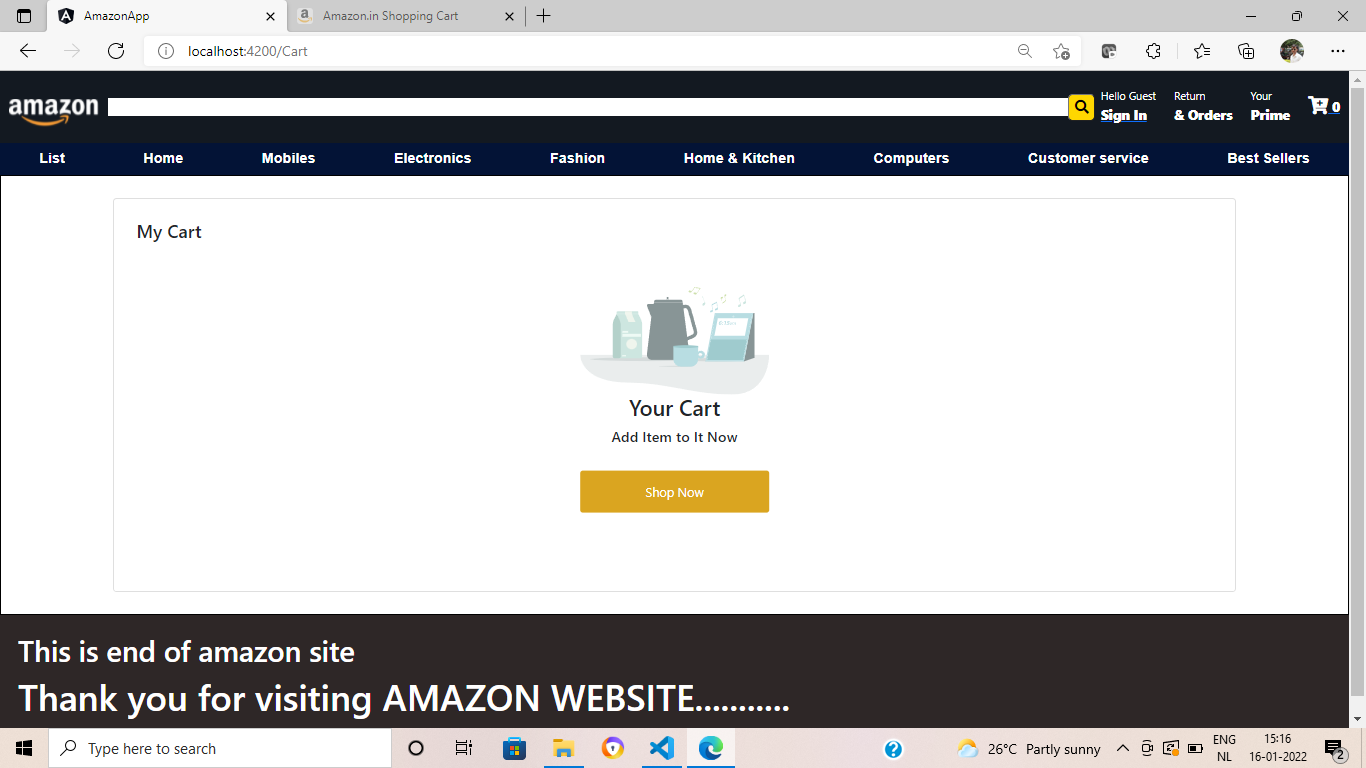 AmazonApp
Amazon.in Shopping Cart
localhost:4200/Cart
amazon
Hello Guest
Sign In
Return
& Orders
Your
Prime
0
List Home Mobiles Electronics Fashion Home & Kitchen Computers Customer service Best Sellers
My Cart
Your Cart
Add Item to It Now
Shop Now
This is end of amazon site
Thank you for visiting AMAZON WEBSITE...........
Type here to search
26°C Partly sunny
ENG
NL
15:16
16-01-2022
2